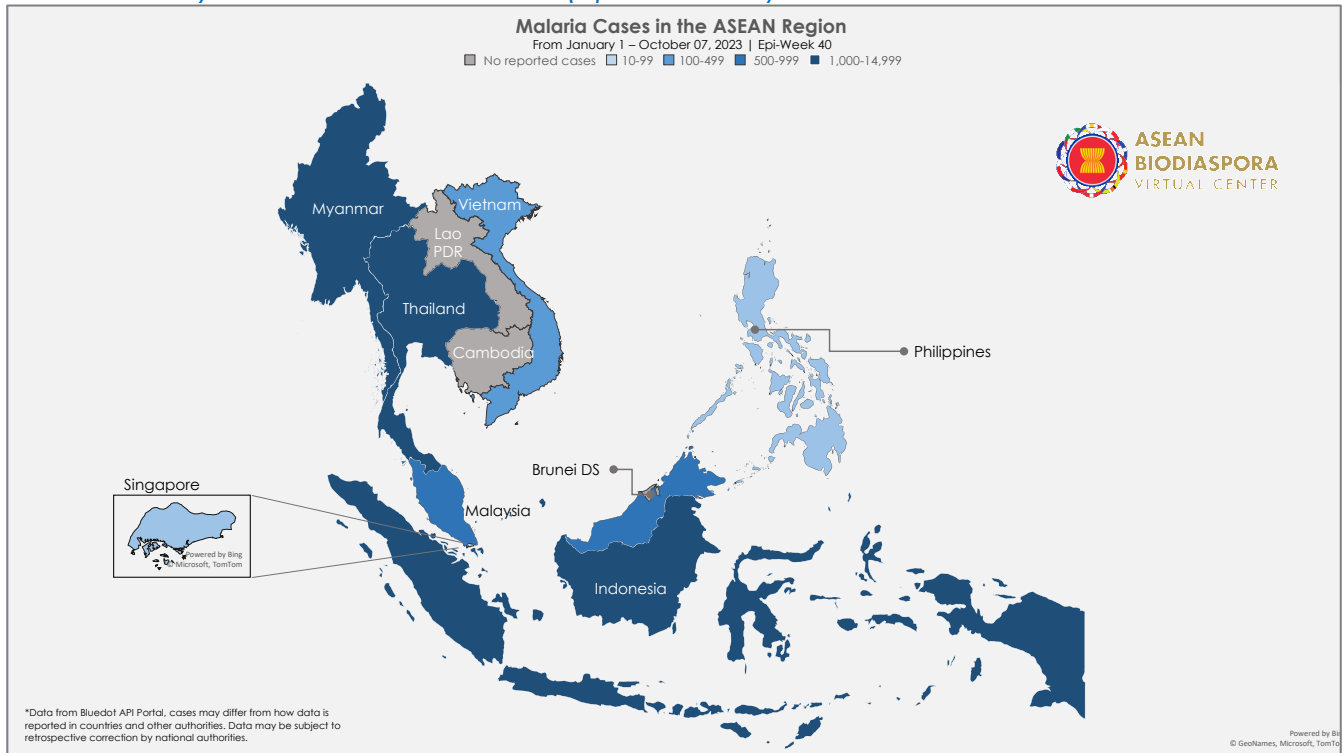 Malaria Cases in the ASEAN Region
From January 1 – October 07, 2023 | Epi-Week 40
No reported cases 10-99 100-499 500-999 1,000-14,999
ASEAN
BIODIASPORA
VIRTUAL CENTER
Myanmar
Vietnam
Lao
PDR
Thailand
Cambodia
Philippines
Brunei DS
Singapore
Malaysia
Powered by Bing
© Microsoft, TomTom
Indonesia
*Data from Bluedot API Portal, cases may differ from how data is
reported in countries and other authorities. Data may be subject to
retrospective correction by national authorities.
Powered by Bi
© GeoNames, Microsoft, TomTo